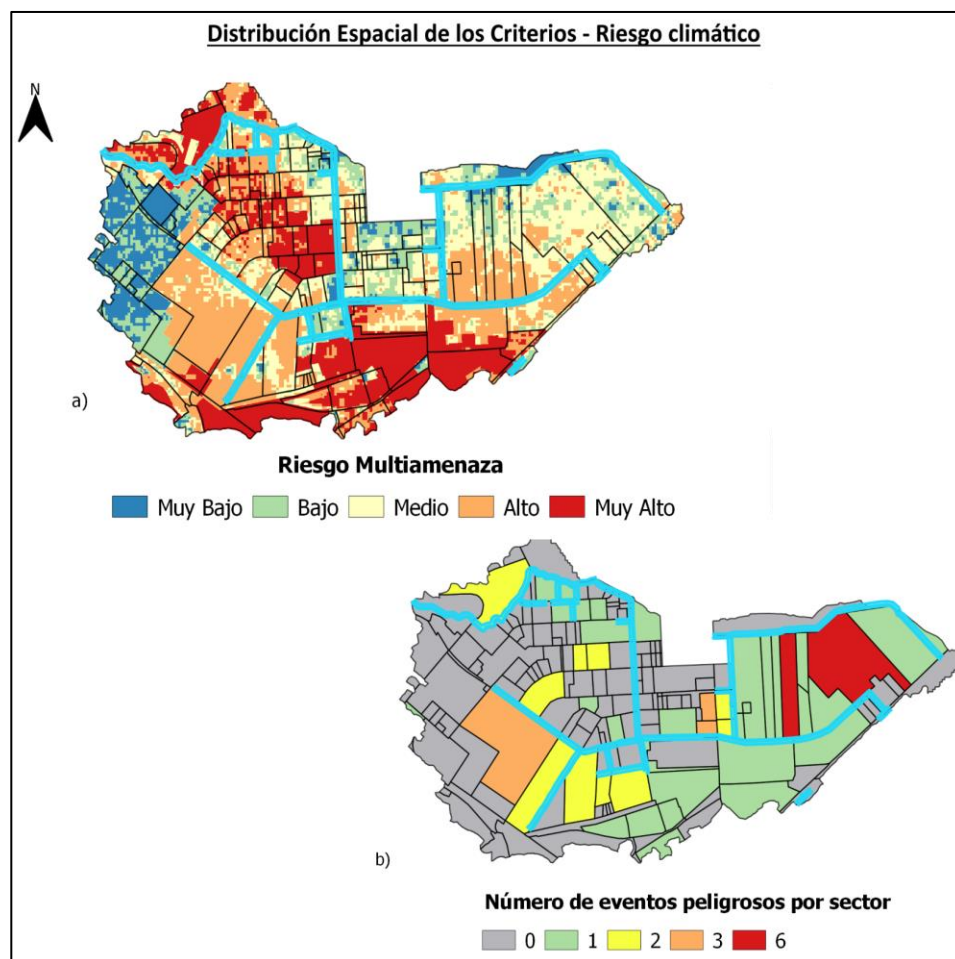 Distribución Espacial de los Criterios - Riesgo climático
N
a)
Riesgo Multiamenaza
Muy Bajo Bajo Medio Alto Muy Alto
b)
Número de eventos peligrosos por sector
0 1 2 3 6